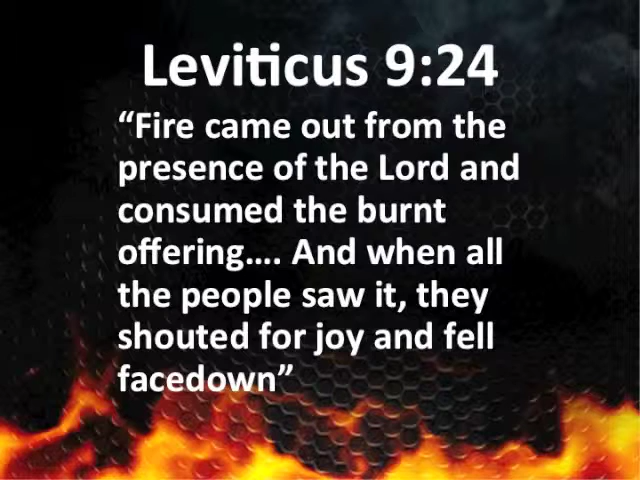 Leviticus 9:24
“Fire came out from the
presence of the Lord and
consumed the burnt
offering…. And when all
the people saw it, they
shouted for joy and fell
facedown”